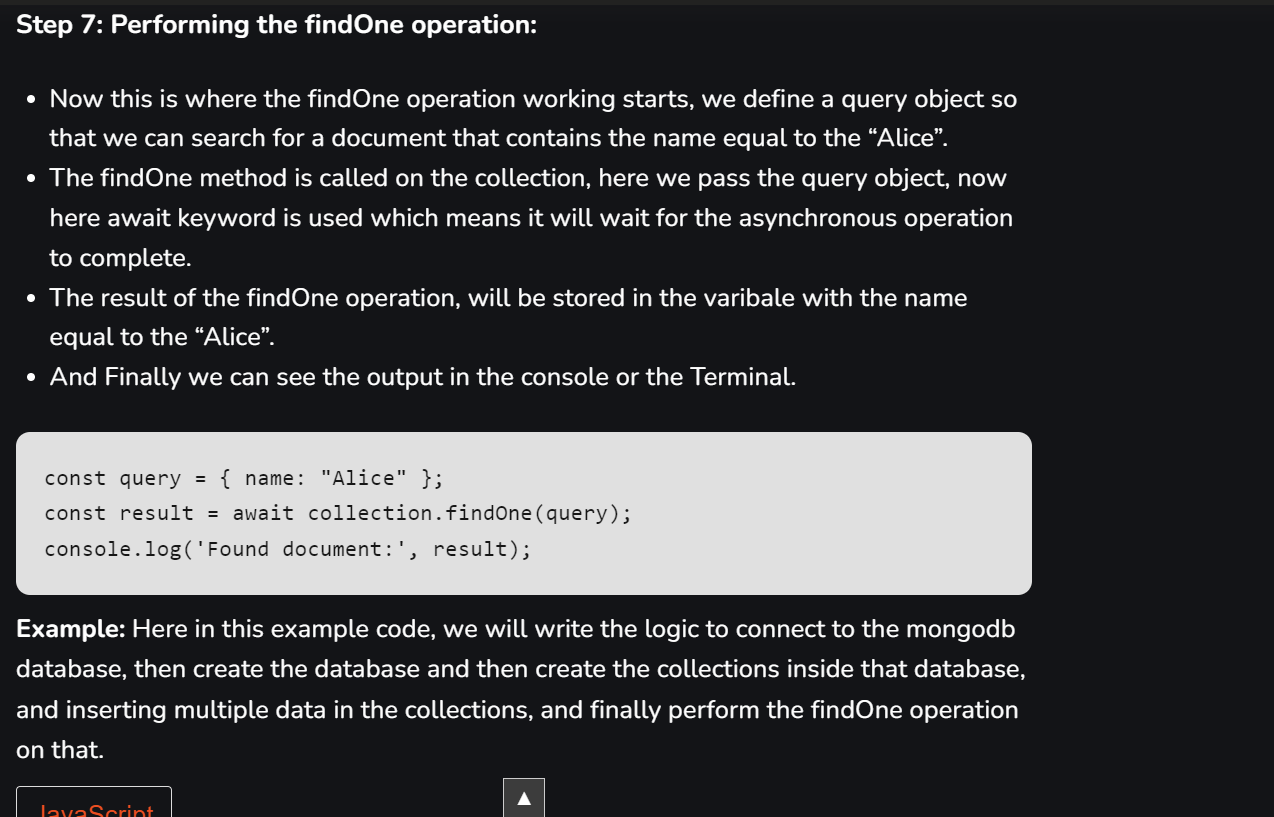 Step 7: Performing the findOne operation:
• Now this is where the findOne operation working starts, we define a query object so
that we can search for a document that contains the name equal to the “Alice”.
• The findOne method is called on the collection, here we pass the query object, now
here await keyword is used which means it will wait for the asynchronous operation
to complete.
• The result of the findOne operation, will be stored in the varibale with the name
equal to the “Alice”.
• And Finally we can see the output in the console or the Terminal.
const query = { name: "Alice" };
const result = await collection.findOne(query);
console.log('Found document:', result);
Example: Here in this example code, we will write the logic to connect to the mongodb
database, then create the database and then create the collections inside that database,
and inserting multiple data in the collections, and finally perform the findOne operation
on that.
JavaScript